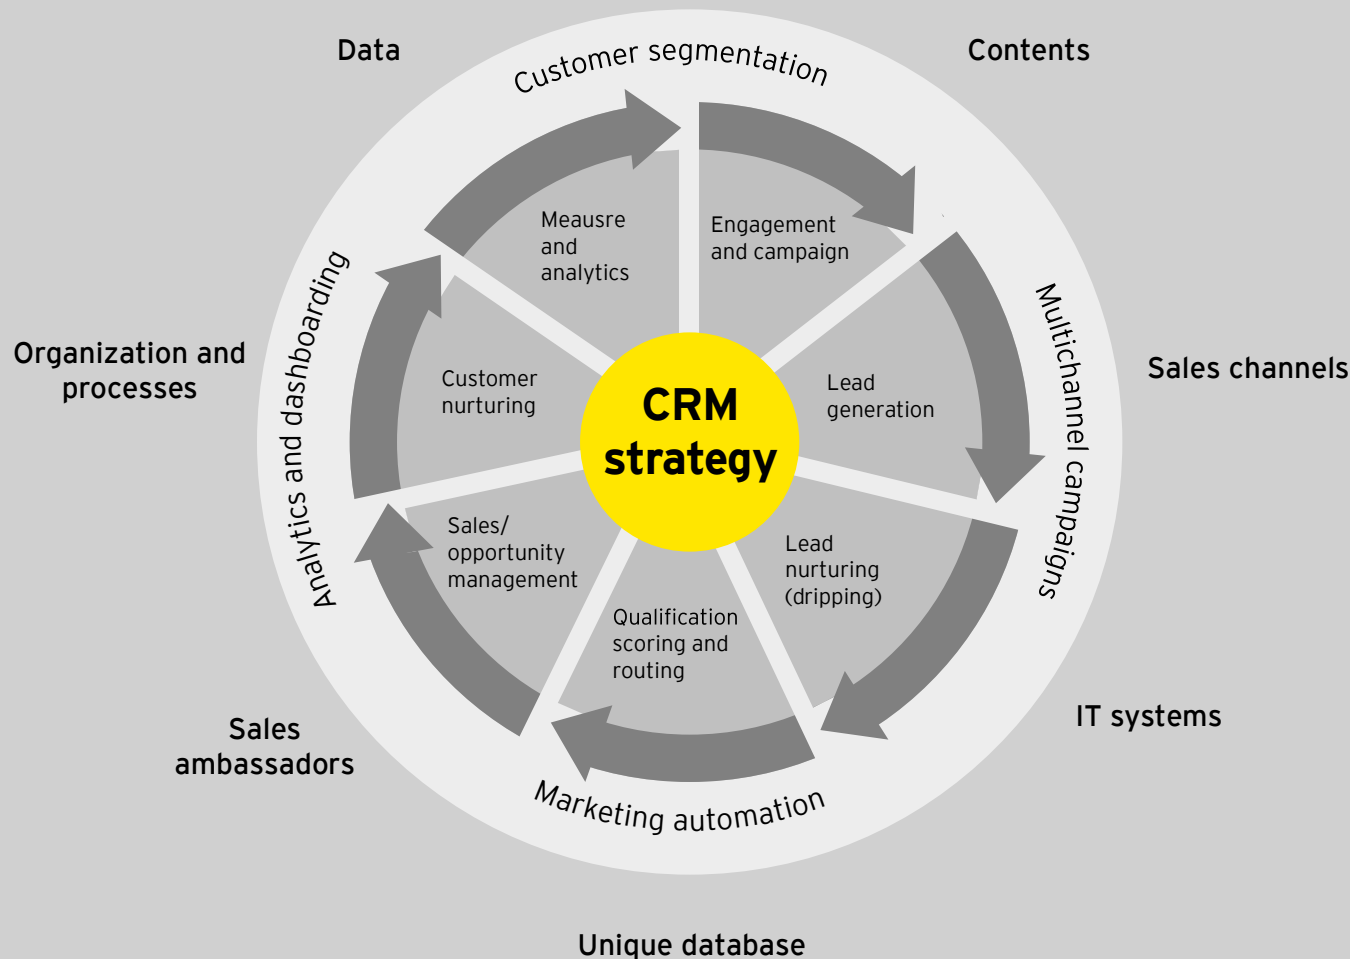 Data
Contents
Customer segmentation
Meausre
and
analytics
Engagement
and campaign
Analytics and dashboarding
Multichannel campaigns
Organization and
processes
Sales channels
Customer
nurturing
Lead
generation
CRM
strategy
Sales/
opportunity
management
Lead
nurturing
(dripping)
Qualification
scoring and
routing
Sales
ambassadors
IT systems
Marketing automation
Unique database